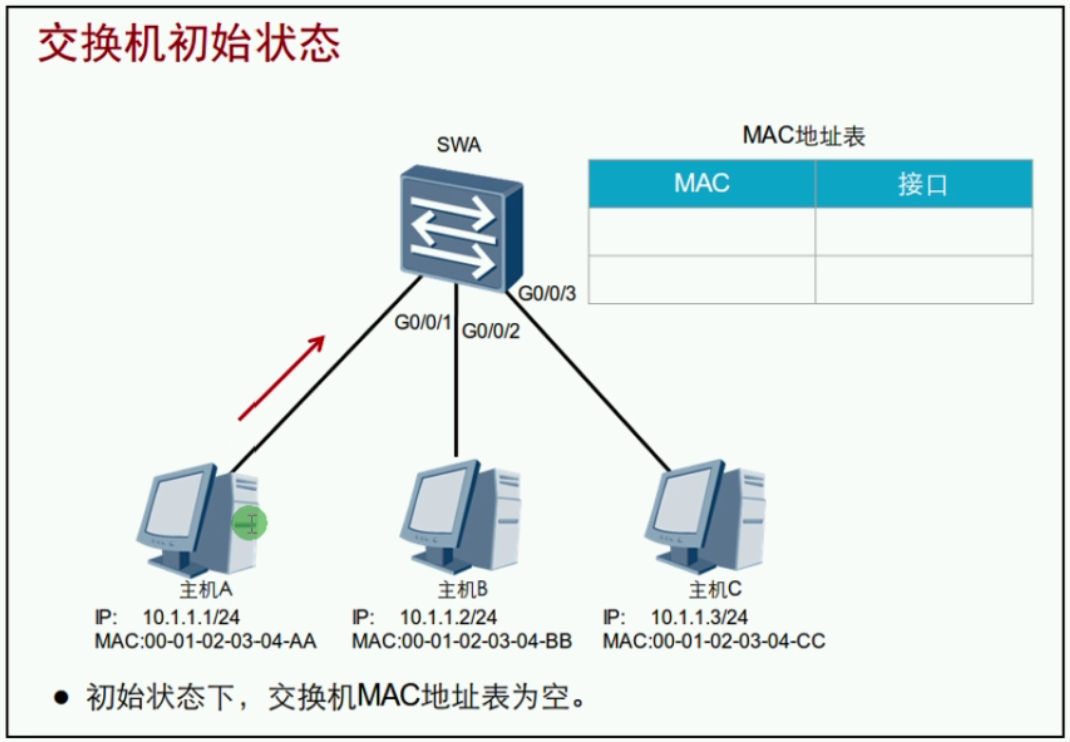 交换机初始状态
SWA
MAC地址表
MAC 接口
G0/0/1
G0/0/2
G0/0/3
主机A
IP: 10.1.1.1/24
MAC:00-01-02-03-04-AA
主机B
IP: 10.1.1.2/24
MAC:00-01-02-03-04-BB
主机C
IP: 10.1.1.3/24
MAC:00-01-02-03-04-CC
● 初始状态下，交换机MAC地址表为空。